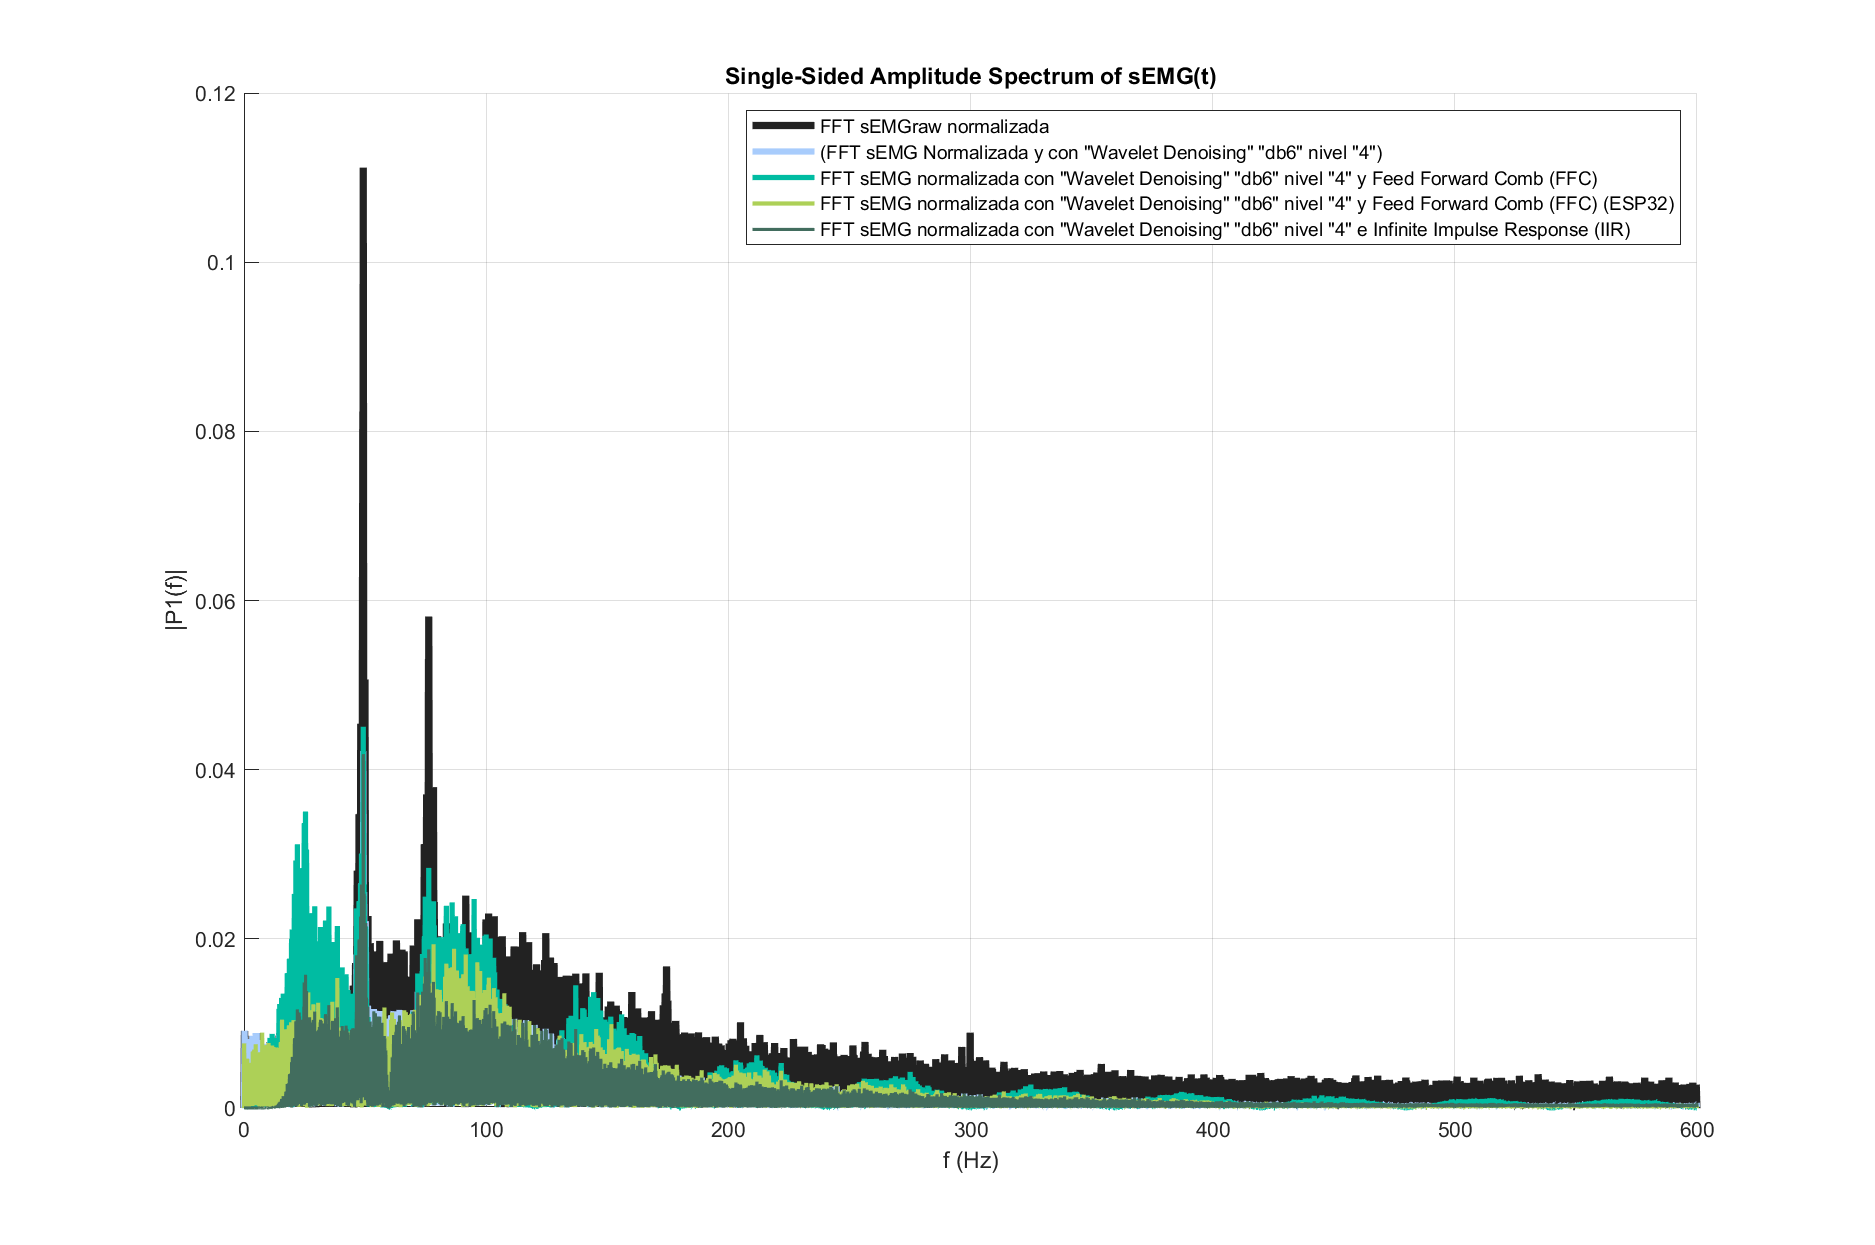 Single-Sided Amplitude Spectrum of sEMG(t)
FFT sEMGraw normalizada
(FFT sEMG Normalizada y con "Wavelet Denoising" "db6" nivel "4")
FFT sEMG normalizada con "Wavelet Denoising" "db6" nivel "4" y Feed Forward Comb (FFC)
FFT sEMG normalizada con "Wavelet Denoising" "db6" nivel "4" y Feed Forward Comb (FFC) (ESP32)
FFT sEMG normalizada con "Wavelet Denoising" "db6" nivel "4" e Infinite Impulse Response (IIR)
|P1(f)|
0.12
0.1
0.08
0.06
0.04
0.02
0
0 100 200 300 400 500 600
f (Hz)